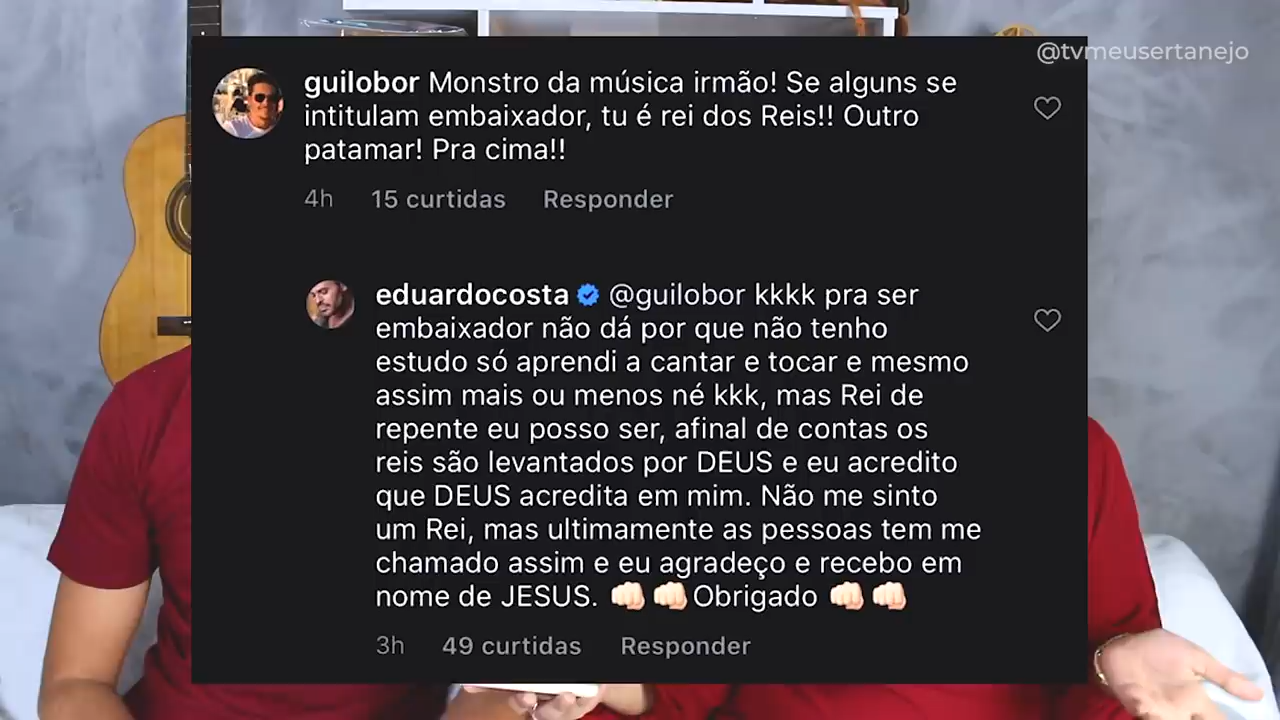 @tvmeusertanejo
guilobor Monstro da música irmão! Se alguns se
intitulam embaixador, tu é rei dos Reis!! Outro
patamar! Pra cima!!
4h 15 curtidas Responder
eduardocosta @guilobor kkkk pra ser
embaixador não dá por que não tenho
estudo só aprendi a cantar e tocar e mesmo
assim mais ou menos né kkk, mas Rei de
repente eu posso ser, afinal de contas os
reis são levantados por DEUS e eu acredito
que DEUS acredita em mim. Não me sinto
um Rei, mas ultimamente as pessoas tem me
chamado assim e eu agradeço e recebo em
nome de JESUS. 👊🏻 👊🏻Obrigado 👊🏻👊🏻
3h 49 curtidas Responder